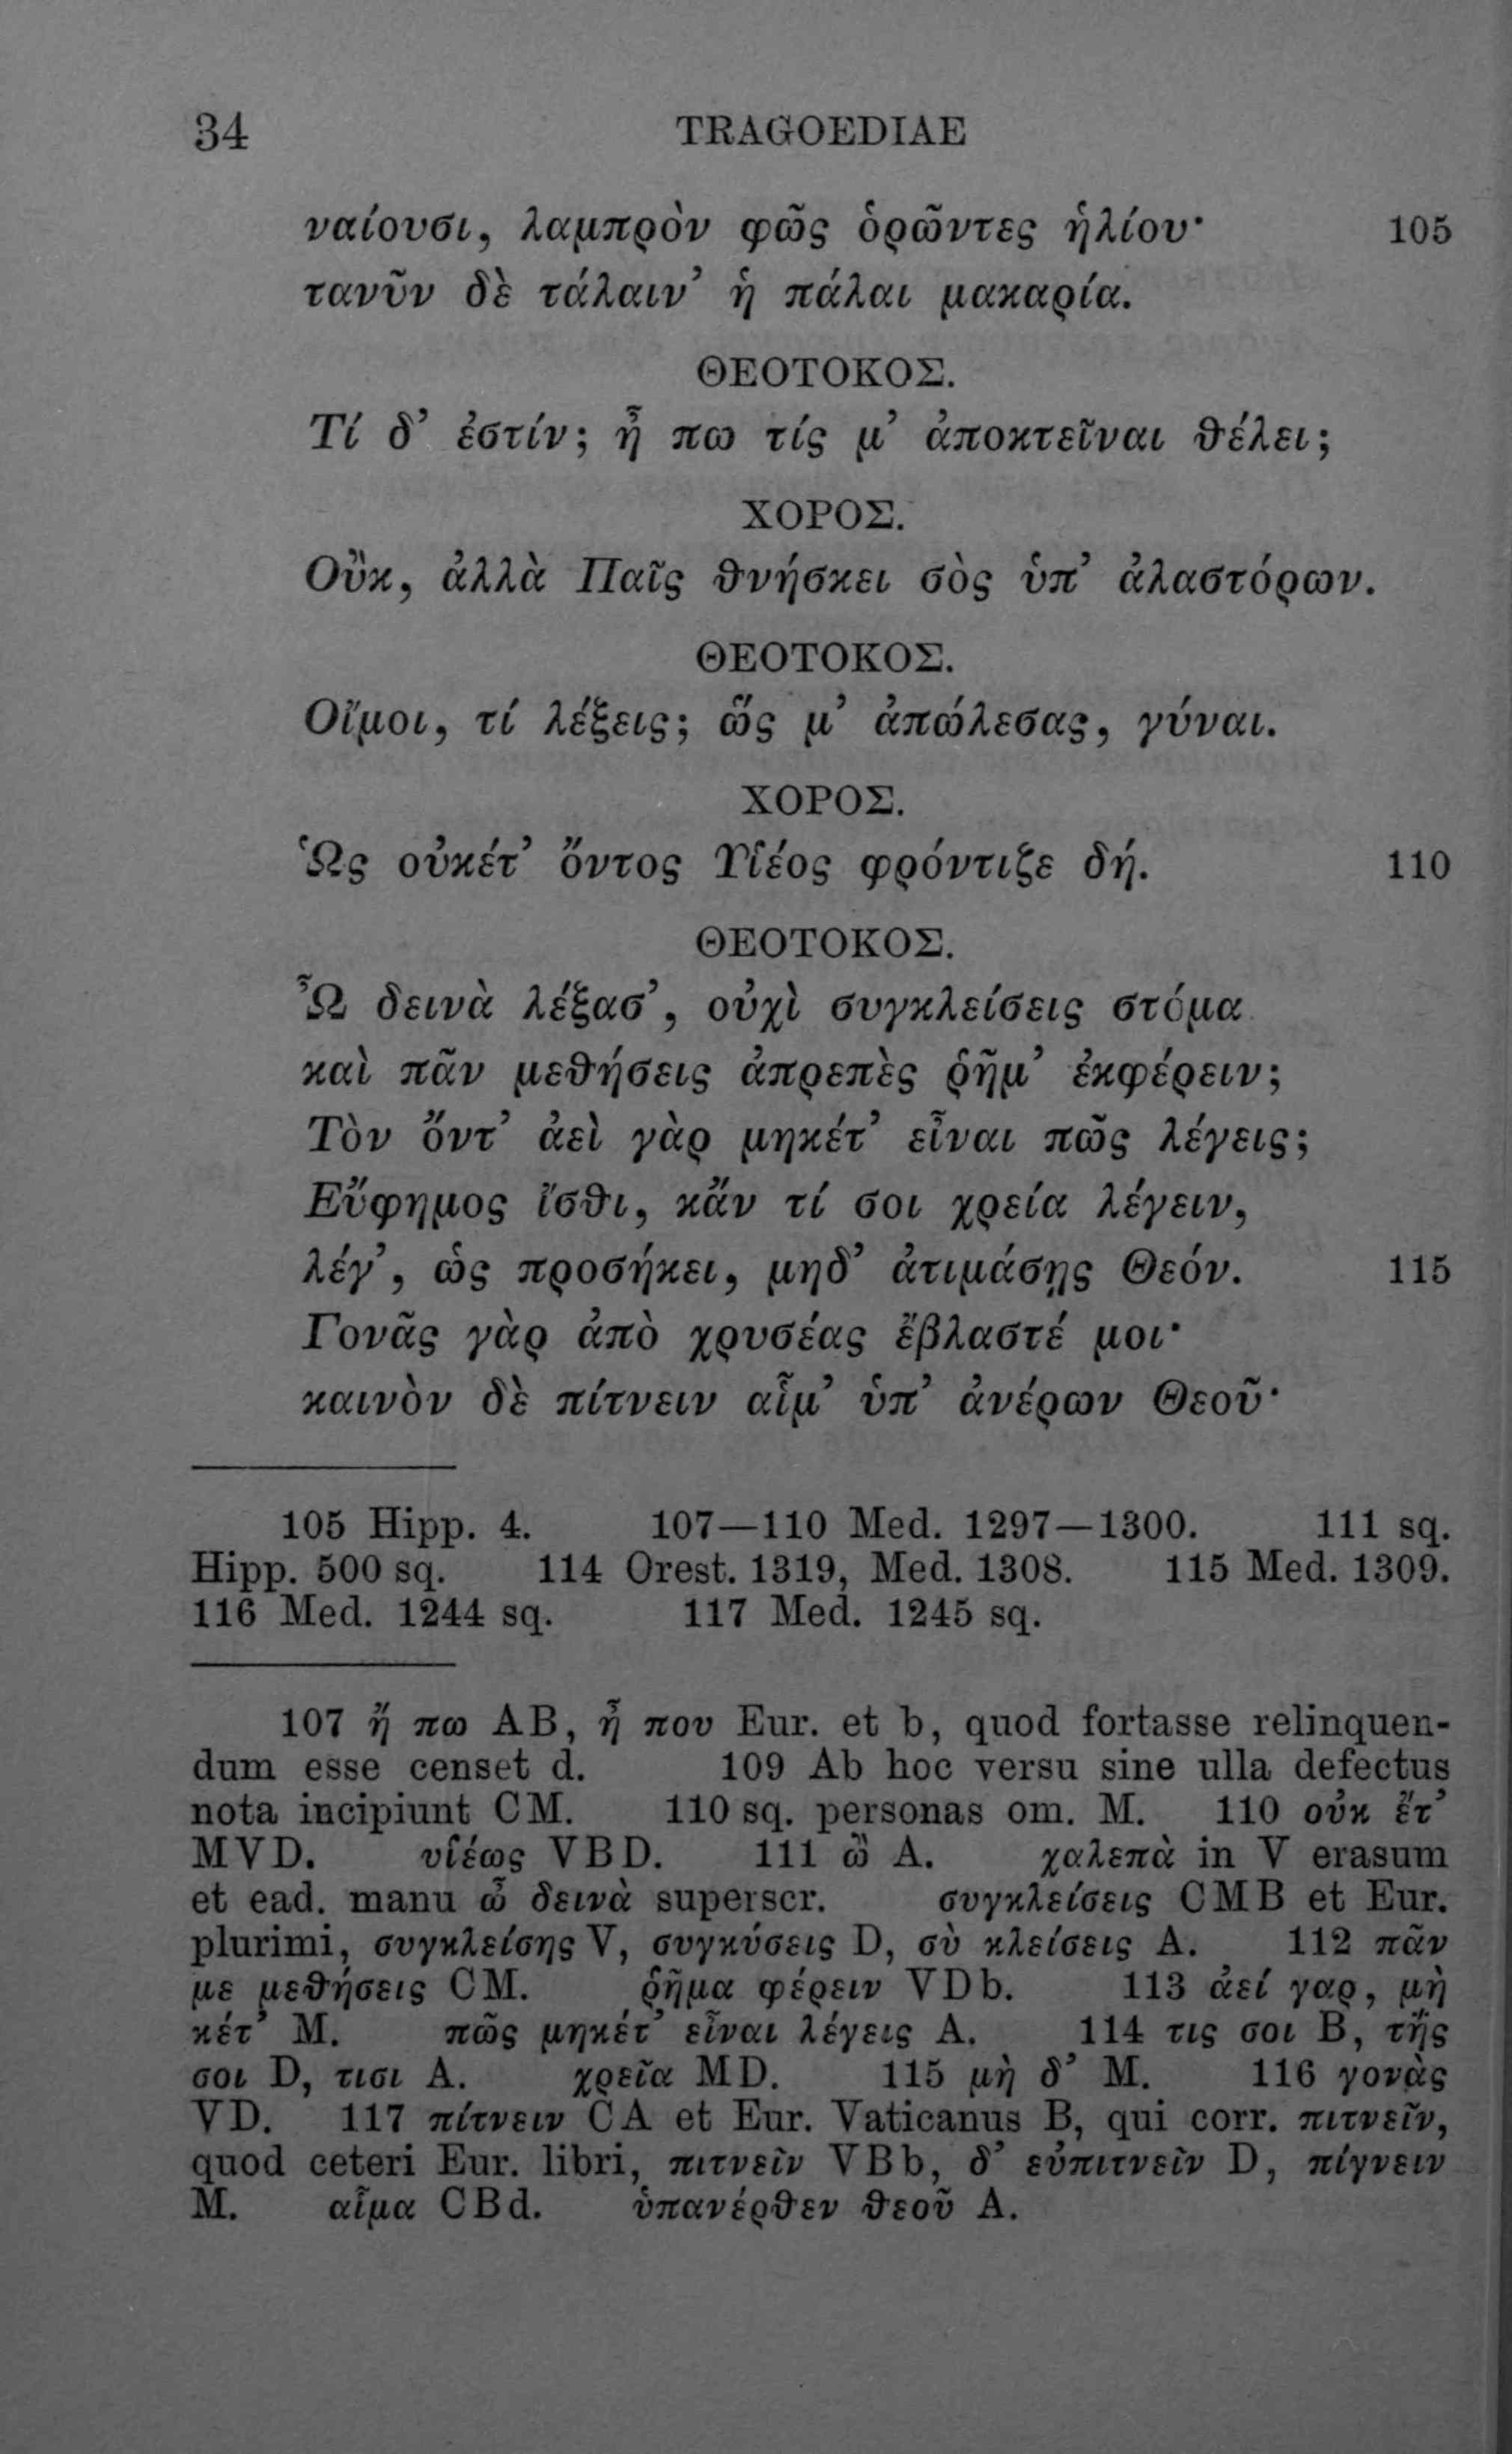 34 TRAGOEDIAE
ναίουσι, λαμπρὸν φῶς ὁρῶντες ἡλίου· 105
τανῦν δὲ τάλαιν’ ἡ πάλαι μακαρία.
ΘΕΟΤΟΚΟΣ.
Τί δ’ ἐστίν; ἦ πω τίς μ’ ἀποκτεῖναι θέλει;
ΧΟΡΟΣ.
Οὒκ, ἀλλὰ Παῖς θνήσκει σὸς ὑπ’ ἀλαστόρων.
ΘΕΟΤΟΚΟΣ.
Οἴμοι, τί λέξεις; ὥς μ’ ἀπώλεσας, γύναι.
ΧΟΡΟΣ.
Ὡς οὐκέτ’ ὄντος Υἱέος φρόντιζε δή. 110
ΘΕΟΤΟΚΟΣ.
Ὦ δεινὰ λέξασ’, οὐχὶ συγκλείσεις στόμα
καὶ πᾶν μεθήσεις ἀπρεπὲς ῥῆμ’ ἐκφέρειν;
Τὸν ὄντ’ ἀεὶ γὰρ μηκέτ’ εἶναι πῶς λέγεις;
Εὔφημος ἴσθι, κἄν τί σοι χρεία λέγειν,
λέγ’, ὡς προσήκει, μηδ’ ἀτιμάσῃς Θεόν. 115
Γονᾶς γὰρ ἀπὸ χρυσέας ἔβλαστέ μοι·
καινὸν δὲ πίτνειν αἷμ’ ὑπ’ ἀνέρων Θεοῦ·
105 Hipp. 4. 107—110 Med. 1297—1300. 111 sq.
Hipp. 500 sq. 114 Orest. 1319, Med. 1308. 115 Med. 1309.
116 Med. 1244 sq. 117 Med. 1245 sq.
107 ἤ πω AB, ἦ που Eur. et b, quod fortasse relinquen-
dum esse censet d. 109 Ab hoc versu sine ulla defectus
nota incipiunt CM. 110 sq. personas om. M. 110 οὐκ ἔτ’
MVD. υἱέως VBD. 111 ὢ A. χαλεπὰ in V erasum
et ead. manu ὦ δεινὰ superscr. συγκλείσεις CMB et Eur.
plurimi, συγκλείσῃς V, συγκύσεις D, σὺ κλείσεις A. 112 πᾶν
με μεθήσεις CM. ῥῆμα φέρειν VDb. 113 ἀεί γαρ, μὴ
κέτ’ M. πῶς μηκέτ’ εἶναι λέγεις A. 114 τις σοι B, τῆς
σοι D, τισι A. χρεῖα MD. 115 μὴ δ’ M. 116 γονὰς
VD. 117 πίτνειν CA et Eur. Vaticanus B, qui corr. πιτνεῖν,
quod ceteri Eur. libri, πιτνεῖν VBb, δ’ εὐπιτνεῖν D, πίγνειν
M. αἷμα CBd. ὑπανέρθεν θεοῦ A.